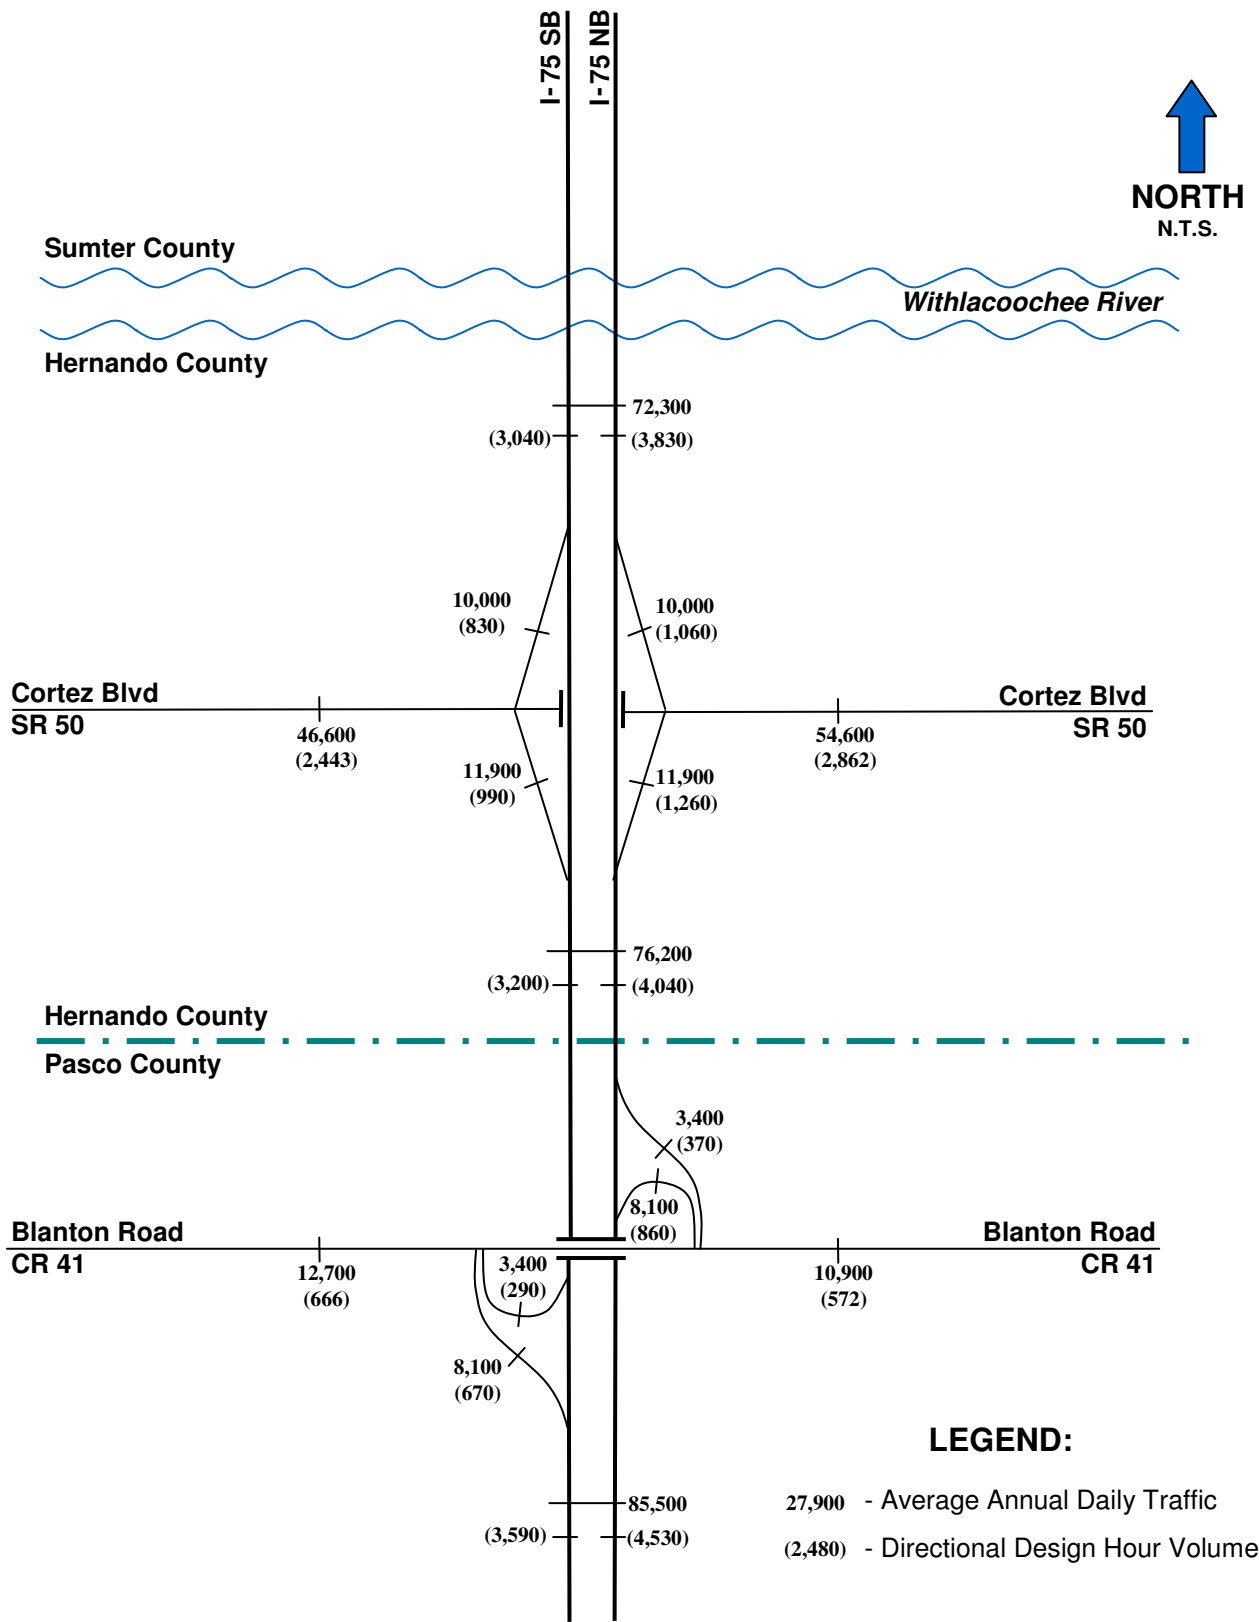 I-75 SB
I-75 NB
NORTH
N.T.S.
Sumter County
Withlacoochee River
Hernando County
72,300
(3,040)
(3,830)
10,000
(830)
10,000
(1,060)
Cortez Blvd
SR 50
Cortez Blvd
SR 50
46,600
(2,443)
54,600
(2,862)
11,900
(990)
11,900
(1,260)
76,200
(3,200)
(4,040)
Hernando County
Pasco County
3,400
(370)
8,100
(860)
Blanton Road
CR 41
Blanton Road
CR 41
12,700
(666)
3,400
(290)
10,900
(572)
8,100
(670)
LEGEND:
85,500
27,900 - Average Annual Daily Traffic
(3,590)
(4,530)
(2,480) - Directional Design Hour Volume